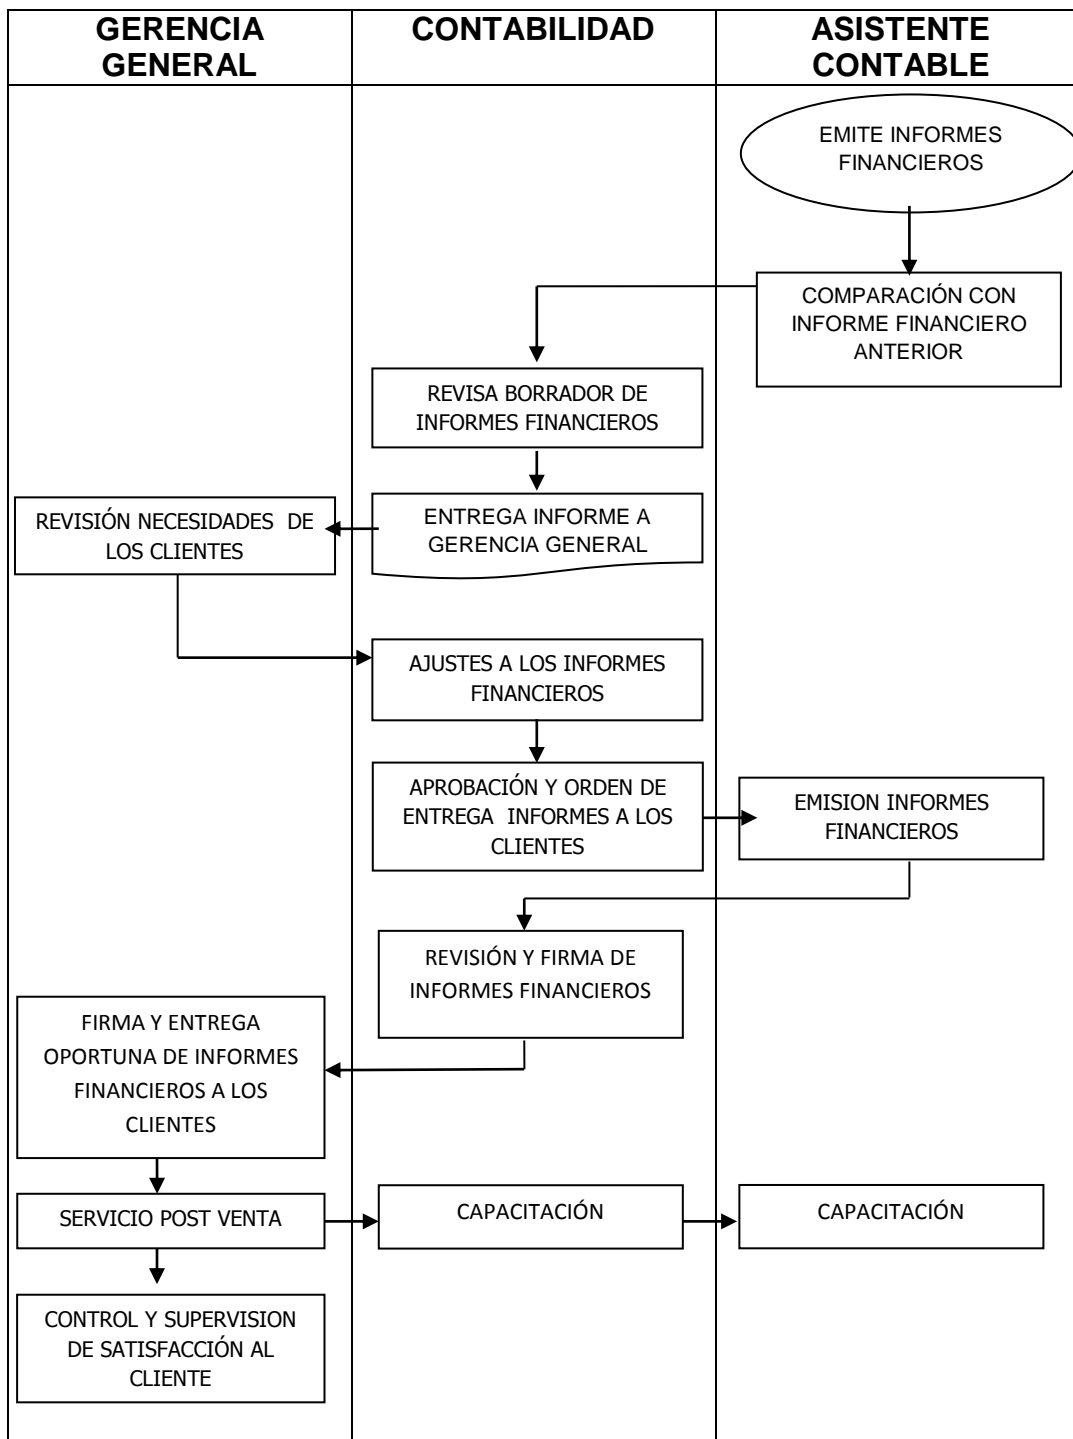 GERENCIA
GENERAL
CONTABILIDAD
ASISTENTE
CONTABLE
EMITE INFORMES
FINANCIEROS
COMPARACIÓN CON
INFORME FINANCIERO
ANTERIOR
REVISA BORRADOR DE
INFORMES FINANCIEROS
ENTREGA INFORME A
GERENCIA GENERAL
REVISIÓN NECESIDADES  DE
LOS CLIENTES
AJUSTES A LOS INFORMES
FINANCIEROS
APROBACIÓN Y ORDEN DE
ENTREGA  INFORMES A LOS
CLIENTES
EMISION INFORMES
FINANCIEROS
REVISIÓN Y FIRMA DE
INFORMES FINANCIEROS
FIRMA Y ENTREGA
OPORTUNA DE INFORMES
FINANCIEROS A LOS
CLIENTES
SERVICIO POST VENTA
CAPACITACIÓN
CAPACITACIÓN
CONTROL Y SUPERVISION
DE SATISFACCIÓN AL
CLIENTE